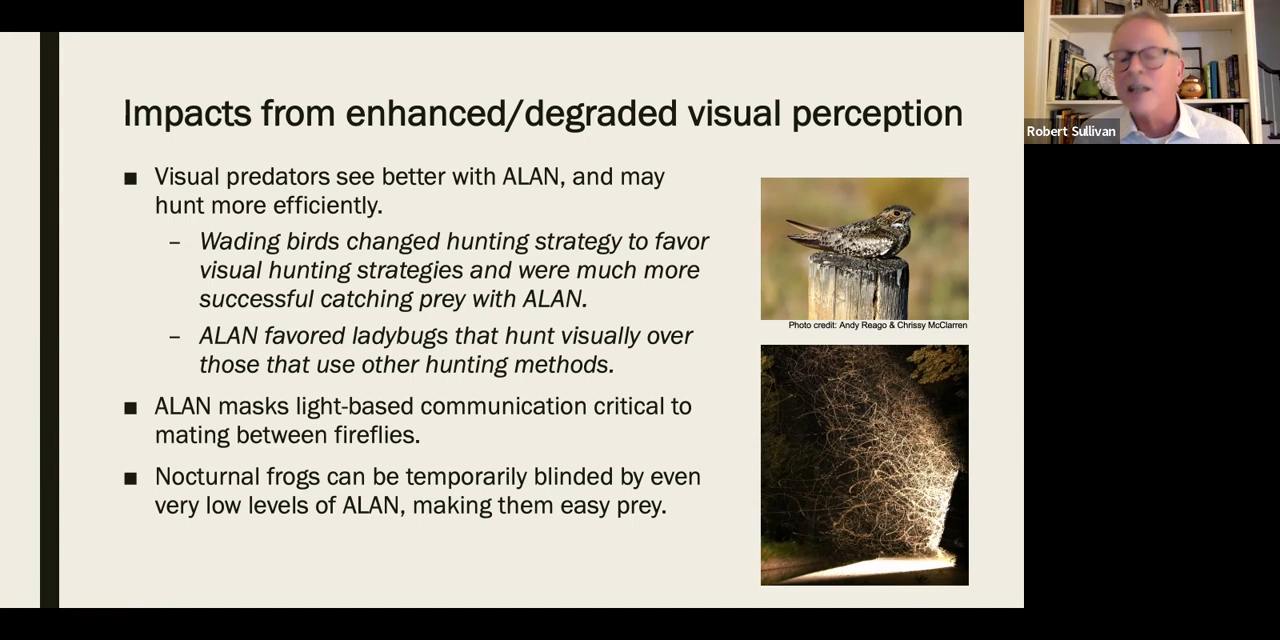 Impacts from enhanced/degraded visual perception
■ Visual predators see better with ALAN, and may
hunt more efficiently.
– Wading birds changed hunting strategy to favor
visual hunting strategies and were much more
successful catching prey with ALAN.
– ALAN favored ladybugs that hunt visually over
those that use other hunting methods.
■ ALAN masks light-based communication critical to
mating between fireflies.
■ Nocturnal frogs can be temporarily blinded by even
very low levels of ALAN, making them easy prey.
Photo credit: Andy Reago & Chrissy McClarren
Robert Sullivan